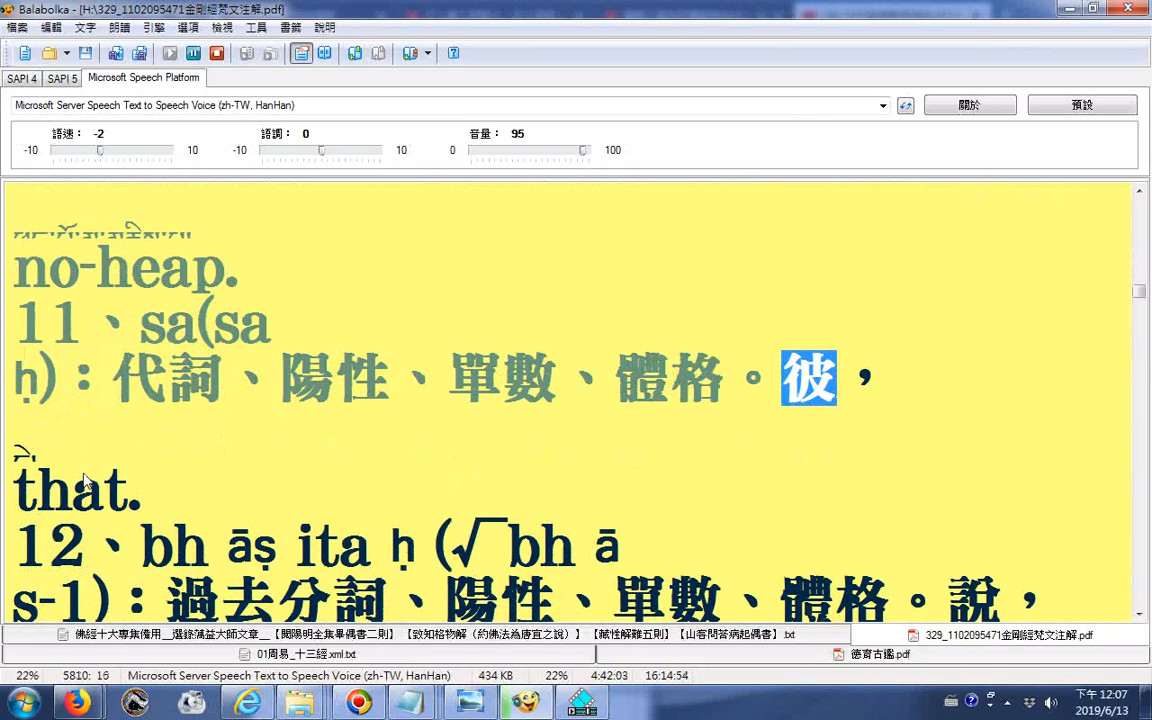 Balabolka - [H:\329_1102095471金剛經梵文注解.pdf]
檔案 編輯 文字 朗讀 引擎 選項 檢視 工具 書籤 說明
SAPI 4 SAPI 5 Microsoft Speech Platform
Microsoft Server Speech Text to Speech Voice (zh-TW, HanHan) 關於 預設
語速： -2 語調： 0 音量： 95
-10 10 -10 10 0 100
no-heap.
11、sa(sa
ḥ)：代詞、陽性、單數、體格。彼，
དེ,
that.
12、bh āṣ ita ḥ (√bh ā
s-1)：過去分詞、陽性、單數、體格。說，
佛經十大專集備用__選錄蕅益大師文章__【閱陽明全集畢偶書二則】【致知格物解（約佛法為唐宜之說）】【藏性解難五則】【山客問答病起偶書】.txt 329_1102095471金剛經梵文注解.pdf
01周易_十三經.xml.txt 德育古鑑.pdf
22% 5810: 16 Microsoft Server Speech Text to Speech Voice (zh-TW, HanHan) 434 KB 22% 4:42:03 16:14:54
下午 12:07
2019/6/13